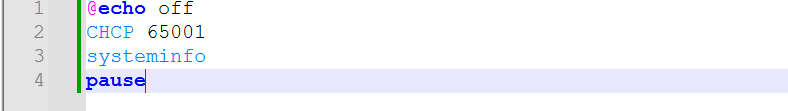 1 @echo off
2 CHCP 65001
3 systeminfo
4 pause